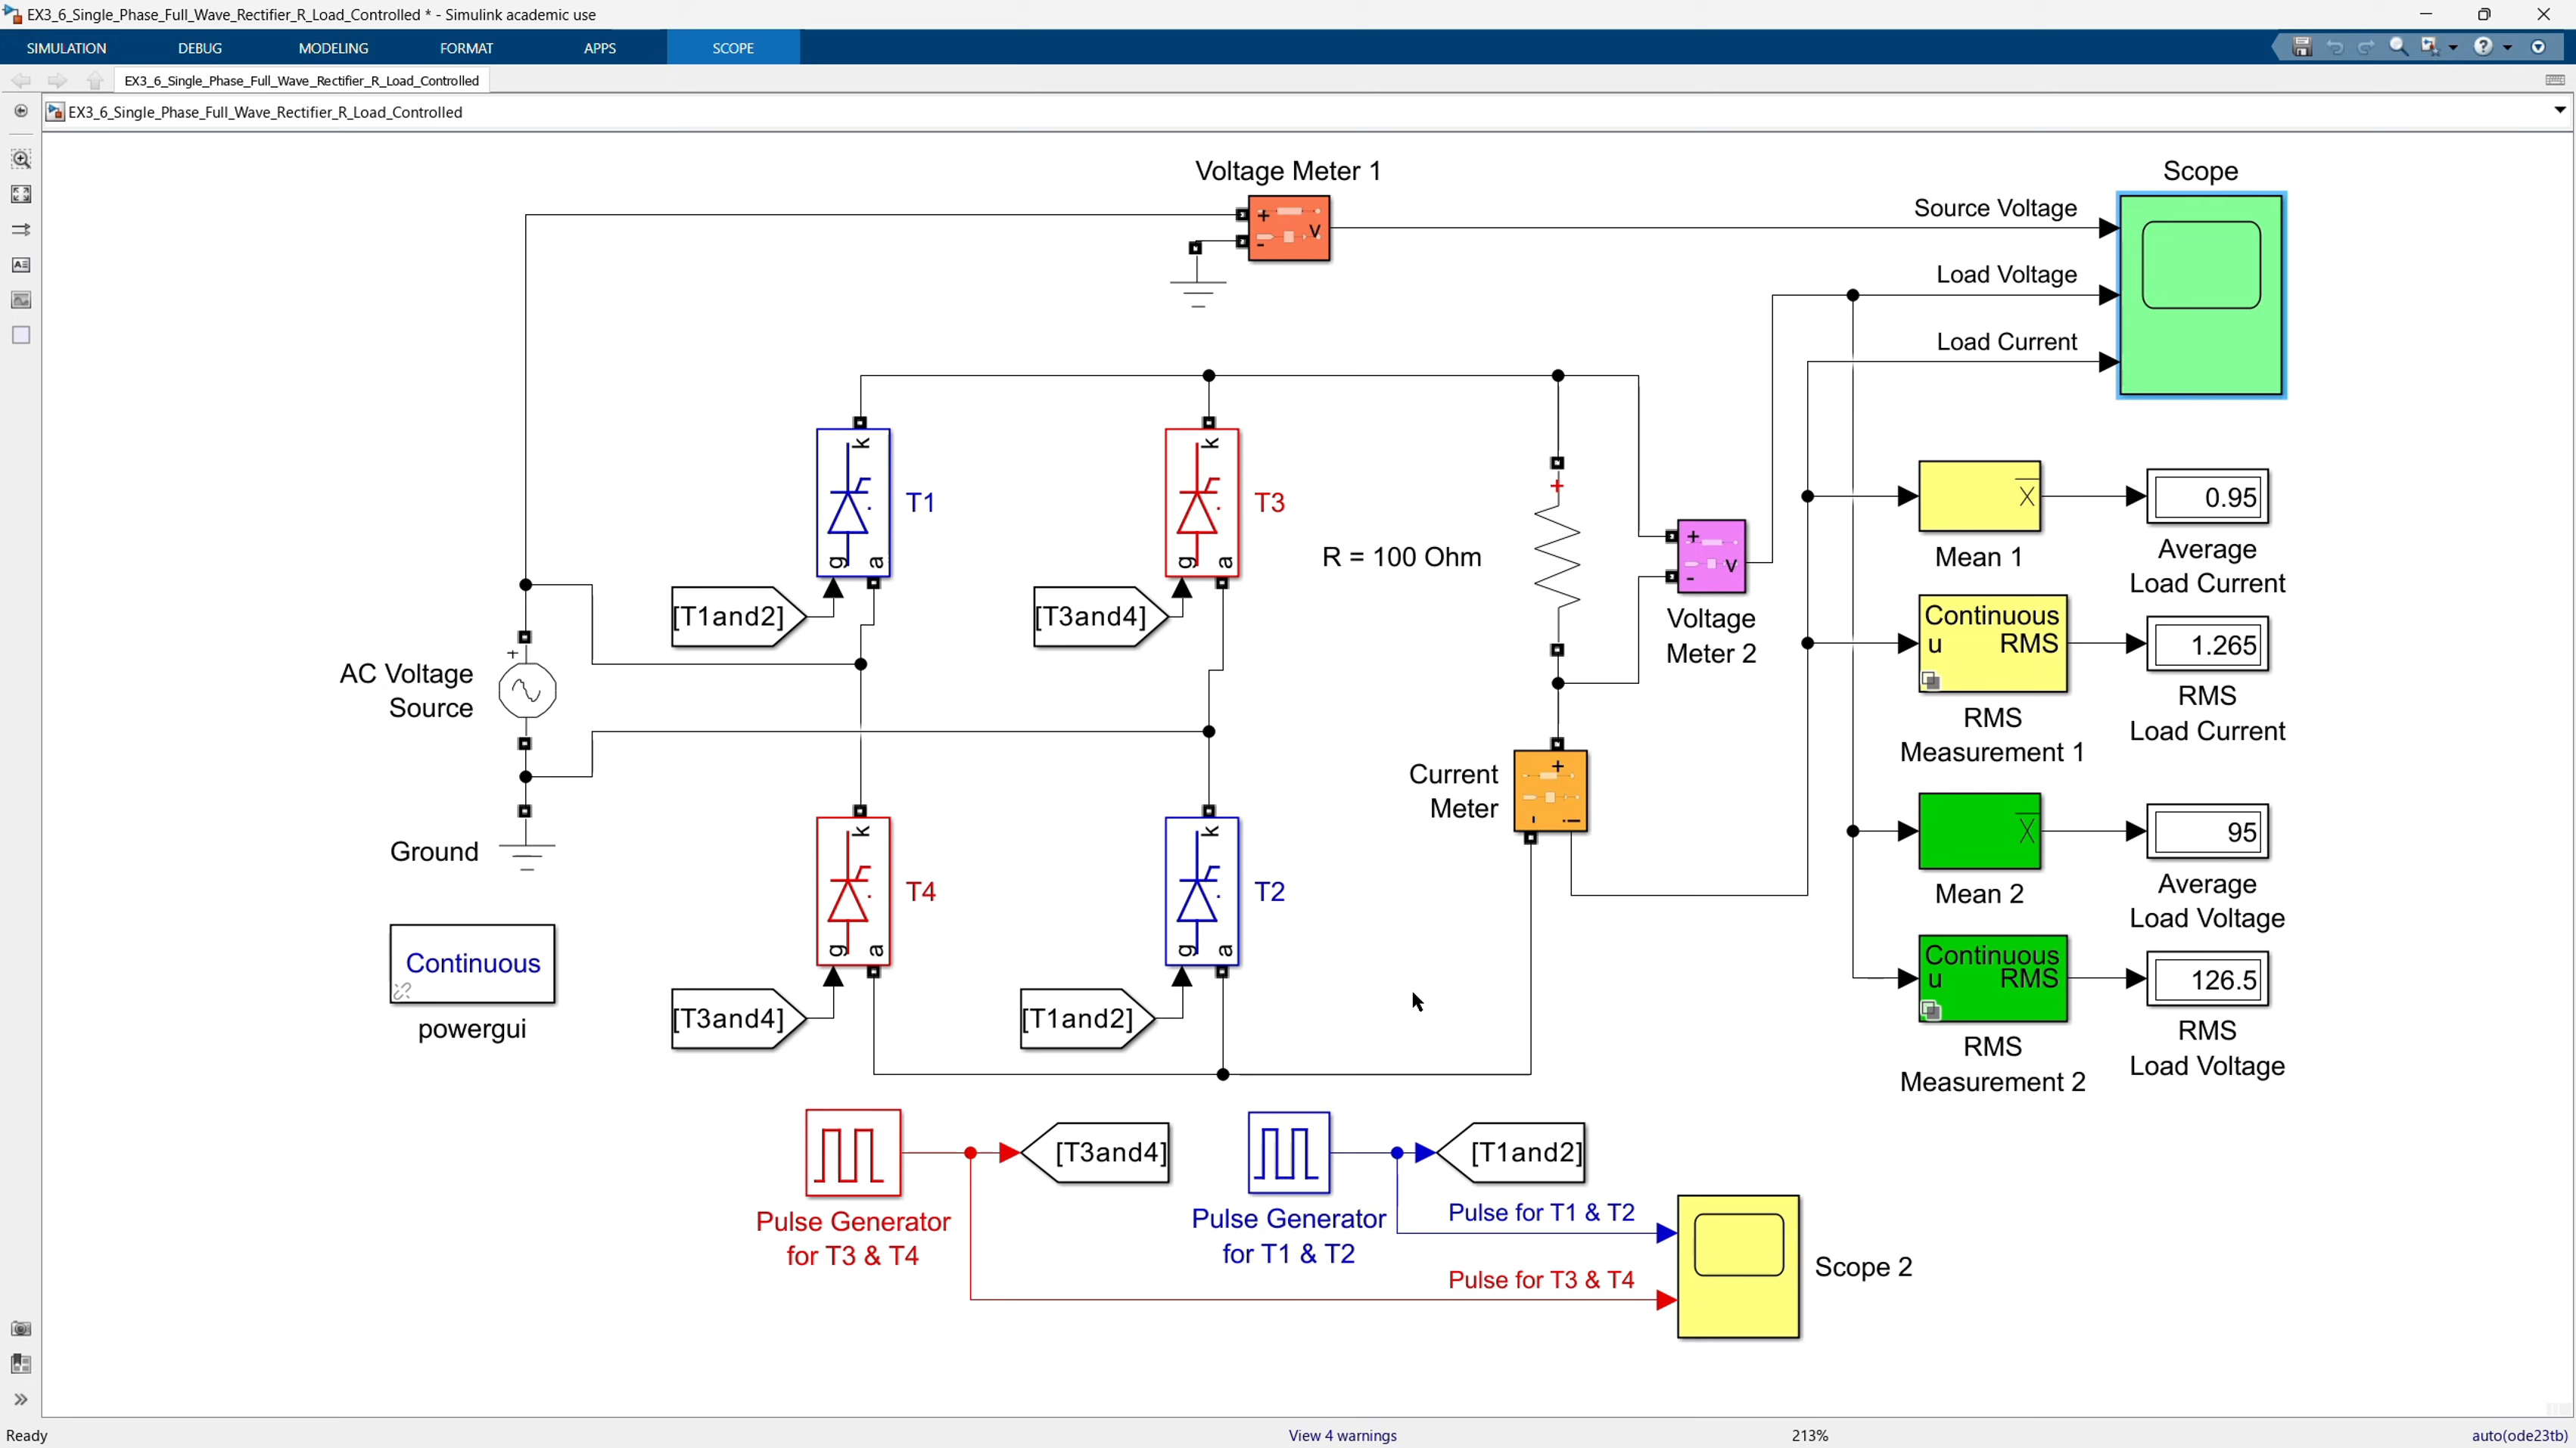 EX3_6_Single_Phase_Full_Wave_Rectifier_R_Load_Controlled * - Simulink academic use
SIMULATION
DEBUG
MODELING
FORMAT
APPS
SCOPE
EX3_6_Single_Phase_Full_Wave_Rectifier_R_Load_Controlled
EX3_6_Single_Phase_Full_Wave_Rectifier_R_Load_Controlled
Voltage Meter 1
+
-
V
Scope
Source Voltage
Load Voltage
Load Current
k
g
a
T1
k
g
a
T3
[T1and2]
[T3and4]
R = 100 Ohm
+
+
-
V
Voltage
Meter 2
AC Voltage
Source
+
Ground
Continuous
powergui
k
g
a
T4
k
g
a
T2
[T3and4]
[T1and2]
Current
Meter
+
-
i
X
Mean 1
0.95
Average
Load Current
Continuous
u
RMS
RMS
Measurement 1
1.265
RMS
Load Current
X
Mean 2
95
Average
Load Voltage
Continuous
u
RMS
RMS
Measurement 2
126.5
RMS
Load Voltage
[T3and4]
Pulse Generator
for T3 & T4
[T1and2]
Pulse Generator
for T1 & T2
Pulse for T1 & T2
Pulse for T3 & T4
Scope 2
Ready
View 4 warnings
213%
auto(ode23tb)